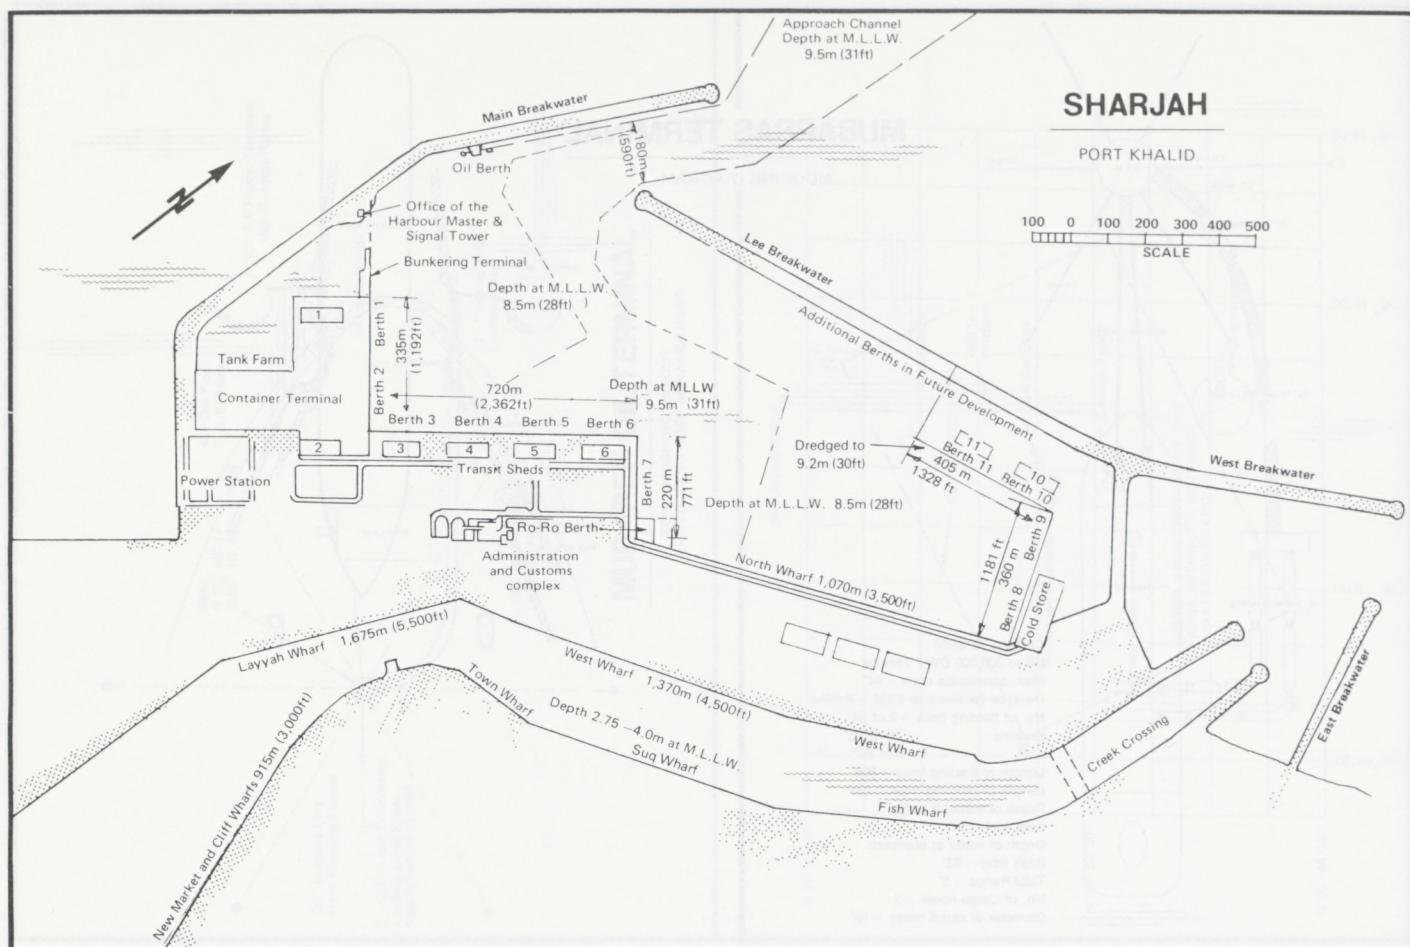 SHARJAH
PORT KHALID
100 0 100 200 300 400 500
SCALE
Approach Channel
Depth at M.L.L.W.
9.5m (31ft)
Main Breakwater
180m
(590ft)
Oil Berth
N
Office of the
Harbour Master &
Signal Tower
Bunkering Terminal
Lee Breakwater
Depth at M.L.L.W.
8.5m (28ft)
Additional Berths in Future Development
1
Berth 1
335m
(1,192ft)
Tank Farm
Berth 2
Container Terminal
720m
(2,362ft)
Depth at MLLW
9.5m (31ft)
Berth 3 Berth 4 Berth 5 Berth 6
2 3 4 5 6
Transit Sheds
Power Station
Berth 7
220 m
771 ft
Dredged to
9.2m (30ft)
11
Berth 11
405 m
1328 ft
10
Berth 10
West Breakwater
Depth at M.L.L.W. 8.5m (28ft)
Ro-Ro Berth
Administration
and Customs
complex
North Wharf 1,070m (3,500ft)
1181 ft
360 m
Berth 9
Berth 8
Cold Store
Layyah Wharf 1,675m (5,500ft)
West Wharf 1,370m (4,500ft)
Town Wharf
Depth 2.75 – 4.0m at M.L.L.W.
Suq Wharf
West Wharf
Fish Wharf
Creek Crossing
East Breakwater
New Market and Cliff Wharfs 915m (3,000ft)